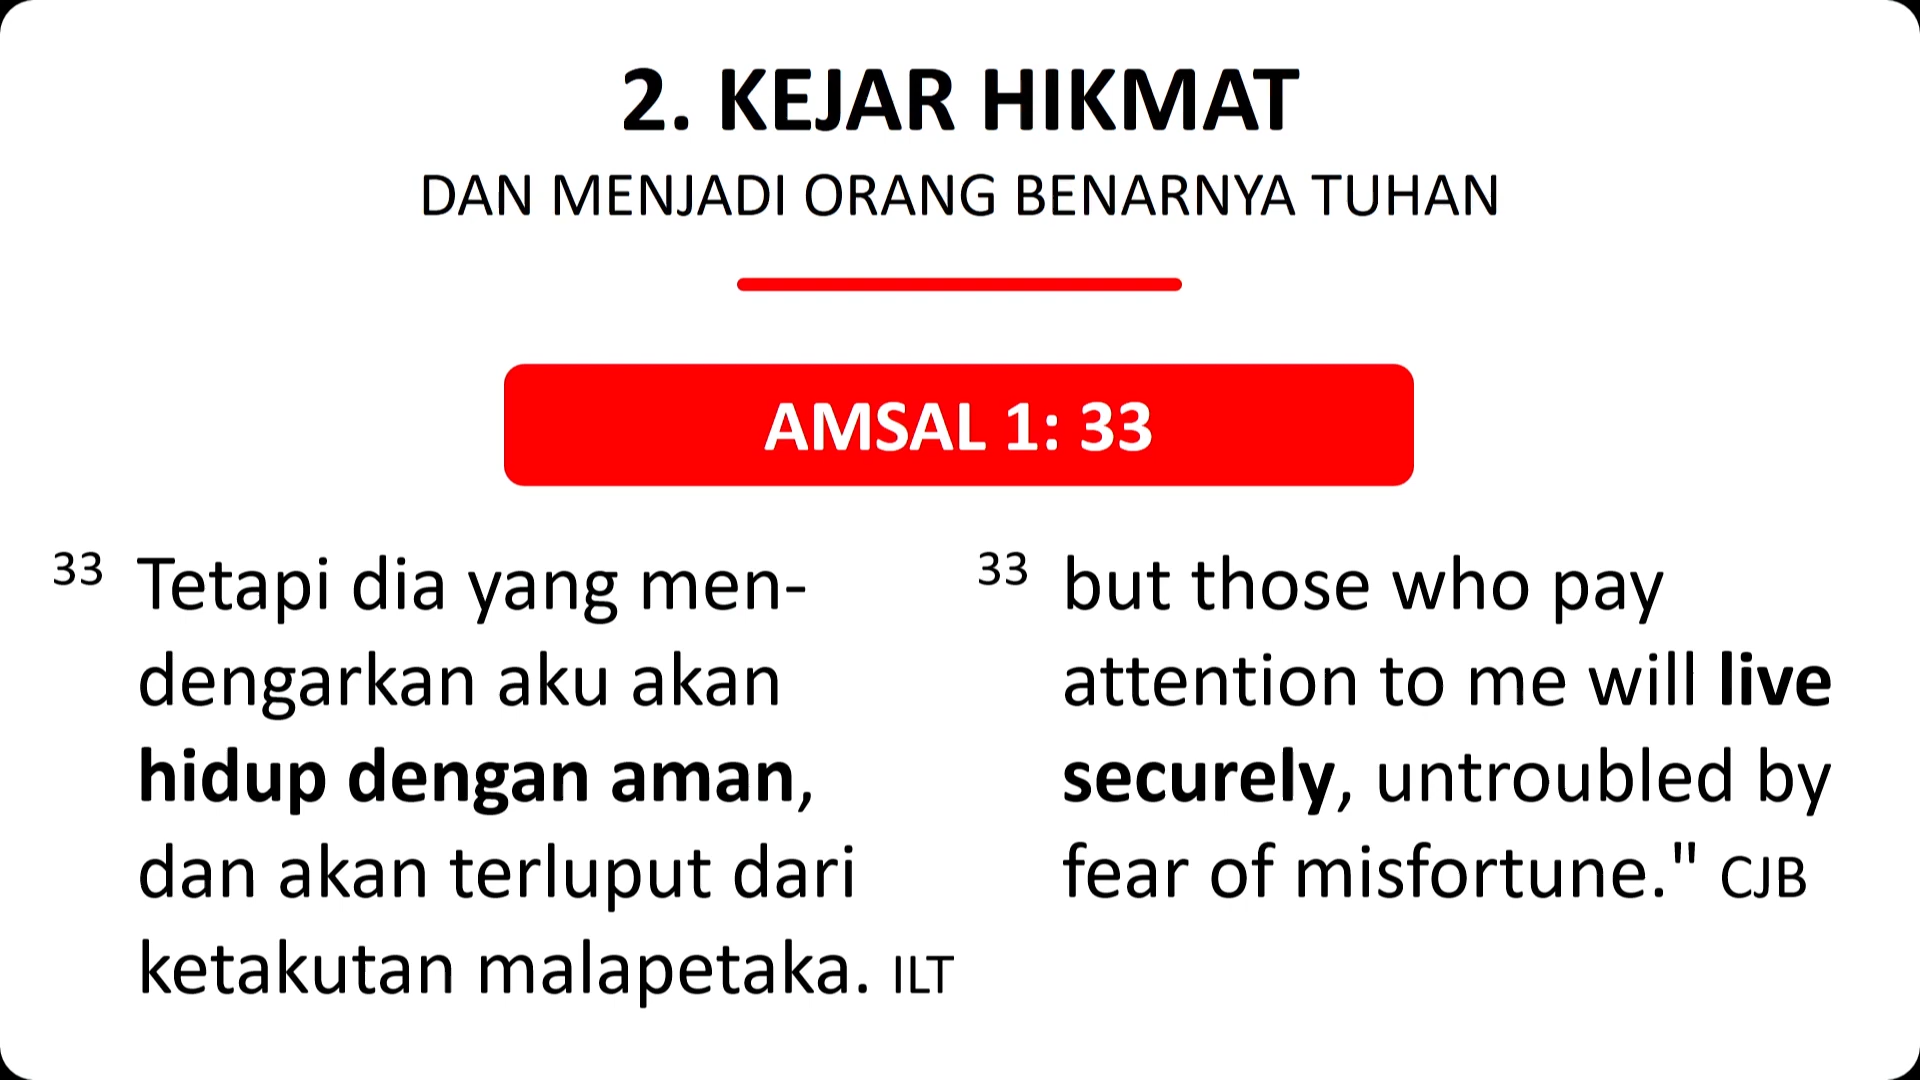 2. KEJAR HIKMAT
DAN MENJADI ORANG BENARNYA TUHAN
AMSAL 1: 33
33 Tetapi dia yang men-
dengarkan aku akan
hidup dengan aman,
dan akan terluput dari
ketakutan malapetaka. ILT
33 but those who pay
attention to me will live
securely, untroubled by
fear of misfortune." CJB